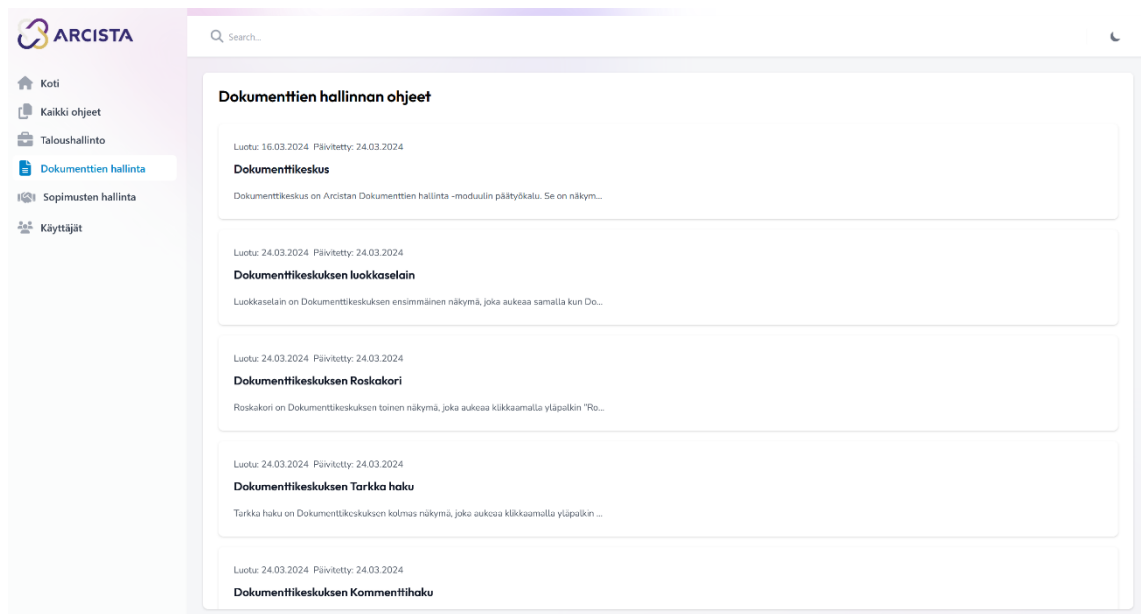 ARCISTA
Search...
Koti
Kaikki ohjeet
Taloushallinto
Dokumenttien hallinta
Sopimusten hallinta
Käyttäjät
Dokumenttien hallinnan ohjeet
Luotu: 16.03.2024 Päivitetty: 24.03.2024
Dokumenttikeskus
Dokumenttikeskus on Arcistan Dokumenttien hallinta -moduulin päätyökalu. Se on näkym...
Luotu: 24.03.2024 Päivitetty: 24.03.2024
Dokumenttikeskuksen luokkaselain
Luokkaselain on Dokumenttikeskuksen ensimmäinen näkymä, joka aukeaa samalla kun Do...
Luotu: 24.03.2024 Päivitetty: 24.03.2024
Dokumenttikeskuksen Roskakori
Roskakori on Dokumenttikeskuksen toinen näkymä, joka aukeaa klikkaamalla yläpalkin "Ro...
Luotu: 24.03.2024 Päivitetty: 24.03.2024
Dokumenttikeskuksen Tarkka haku
Tarkka haku on Dokumenttikeskuksen kolmas näkymä, joka aukeaa klikkaamalla yläpalkin ...
Luotu: 24.03.2024 Päivitetty: 24.03.2024
Dokumenttikeskuksen Kommenttihaku